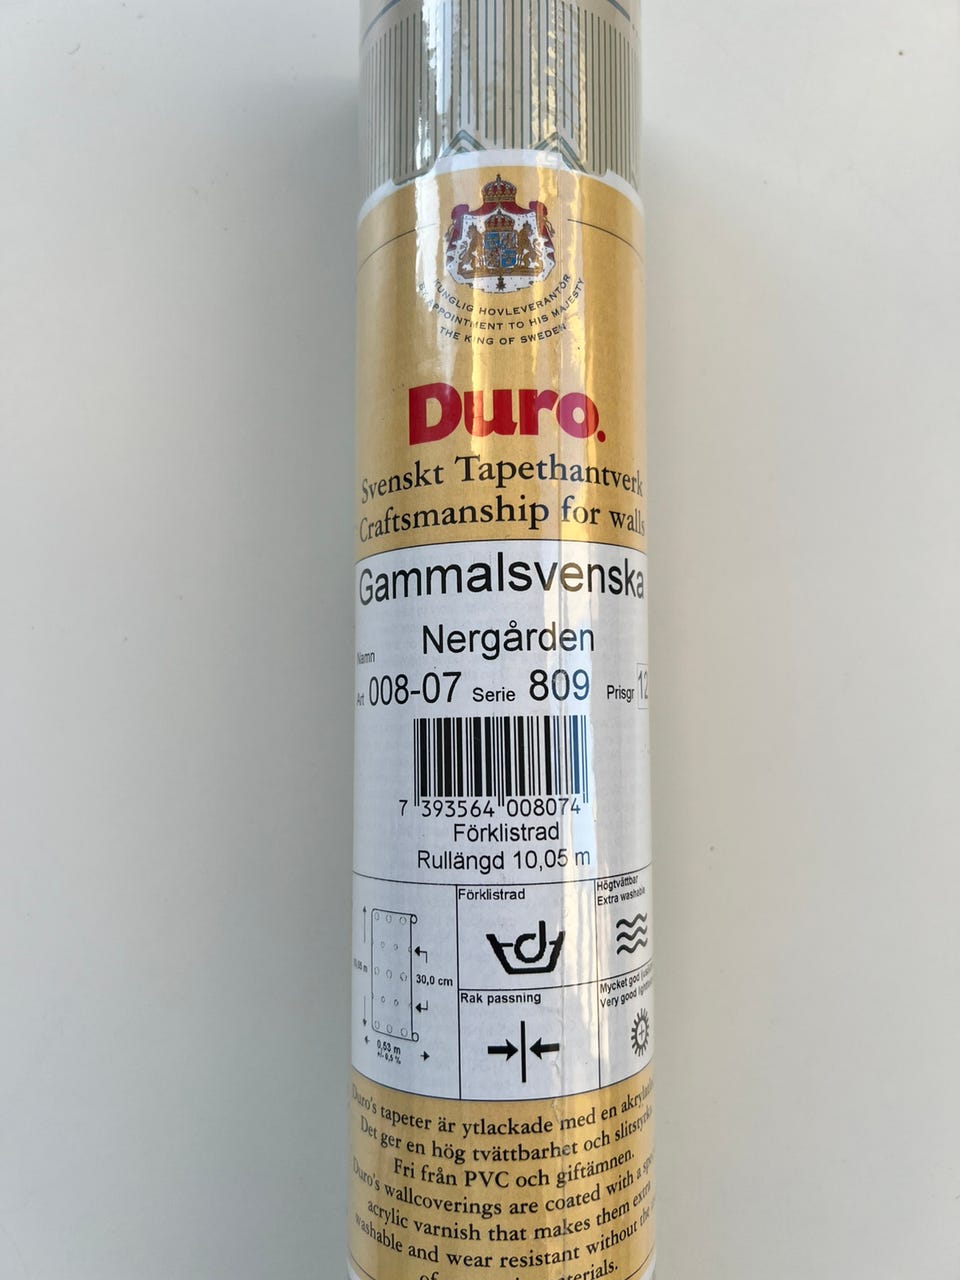 KUNGLIG HOVLEVERANTÖR
BY APPOINTMENT TO HIS MAJESTY
THE KING OF SWEDEN
Duro.
Svenskt Tapethantverk
Craftsmanship for walls
Gammalsvenska
Namn Nergården
Art 008-07 Serie 809 Prisgr 12
7 393564 008074
Förklistrad
Rullängd 10,05 m
Förklistrad
Högtvättbar
Extra washable
30,0 cm
0,53 m
+/- 0,5 %
Rak passning
Mycket god
Very good
Duro's tapeter är ytlackade med en
Det ger en hög tvättbarhet och
Fri från PVC och giftämnen.
Duro's wallcoverings are coated with a
acrylic varnish that makes them extra
washable and wear resistant without the
of